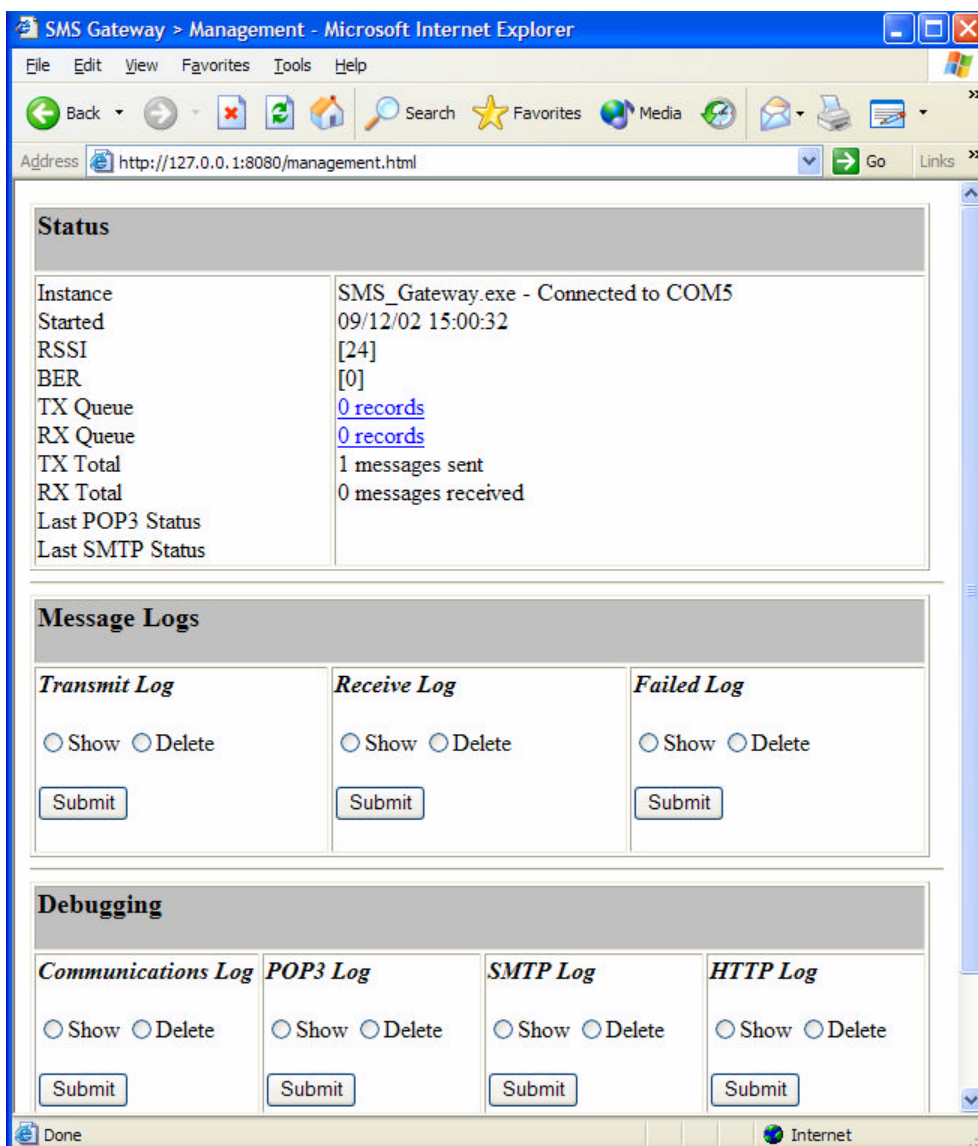 SMS Gateway > Management - Microsoft Internet Explorer
File Edit View Favorites Tools Help
Back Search Favorites Media
Address http://127.0.0.1:8080/management.html Go Links »
Status
Instance SMS_Gateway.exe - Connected to COM5
Started 09/12/02 15:00:32
RSSI [24]
BER [0]
TX Queue 0 records
RX Queue 0 records
TX Total 1 messages sent
RX Total 0 messages received
Last POP3 Status
Last SMTP Status
Message Logs
Transmit Log Receive Log Failed Log
Show Delete Show Delete Show Delete
Submit Submit Submit
Debugging
Communications Log POP3 Log SMTP Log HTTP Log
Show Delete Show Delete Show Delete Show Delete
Submit Submit Submit Submit
Done Internet